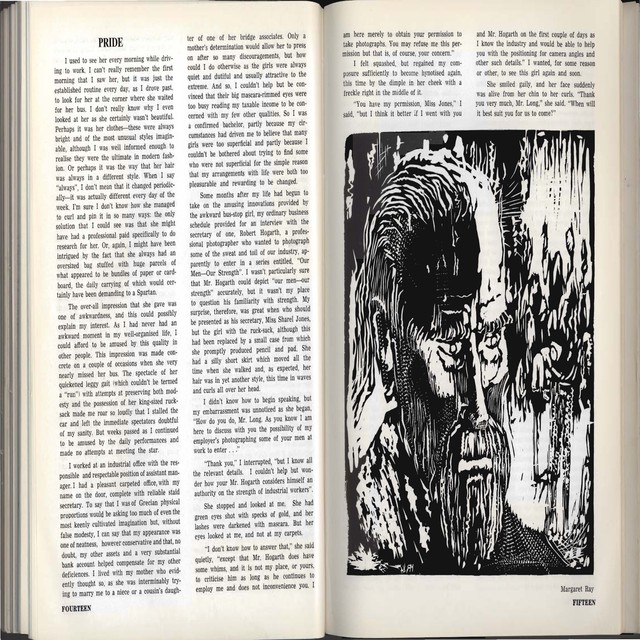 PRIDE
I used to see her every morning while driv-
ing to work. I can't really remember the first
morning that I saw her, but it was just the
established routine every day, as I drove past,
to look for her at the corner where she waited
for her bus. I don't really know why I even
looked at her as she certainly wasn't beautiful.
Perhaps it was her clothes—these were always
bright and of the most unusual styles imagin-
able, although I was well informed enough to
realise they were the ultimate in modern fash-
ion. Or perhaps it was the way that her hair
was always in a different style. When I say
"always", I don't mean that it changed periodic-
ally—it was actually different every day of the
week. I'm sure I don't know how she managed
to curl and pin it in so many ways: the only
solution that I could see was that she might
have had a professional paid specifically to do
research for her. Or, again, I might have been
intrigued by the fact that she always had an
oversized bag stuffed with huge parcels of
what appeared to be bundles of paper or card-
board, the daily carrying of which would cer-
tainly have been demanding to a Spartan.
The over-all impression that she gave was
one of awkwardness, and this could possibly
explain my interest. As I had never had an
awkward moment in my well-organised life, I
could afford to be amused by this quality in
other people. This impression was made con-
crete on a couple of occasions when she very
nearly missed her bus. The spectacle of her
quickened leggy gait (which couldn't be termed
a "run") with attempts at preserving both mod-
esty and the possession of her king-sized ruck-
sack made me roar so loudly that I stalled the
car and left the immediate spectators doubtful
of my sanity. But weeks passed as I continued
to be amused by the daily performances and
made no attempts at meeting the star.
I worked at an industrial office with the res-
ponsible and respectable position of assistant man-
ager. I had a pleasant carpeted office, with my
name on the door, complete with reliable staid
secretary. To say that I was of Grecian physical
proportions would be asking too much of even the
most keenly cultivated imagination but, without
false modesty, I can say that my appearance was
one of neatness, however conservative and that, no
doubt, my other assets and a very substantial
bank account helped compensate for my other
deficiencies. I lived with my mother who evid-
ently thought so, as she was interminably try-
ing to marry me to a niece or a cousin's daugh-
FOURTEEN
ter of one of her bridge associates. Only a
mother's determination would allow her to press
on after so many discouragements, but how
could I do otherwise as the girls were always
quiet and dutiful and usually attractive to the
extreme. And so, I couldn't help but be con-
vinced that their big mascara-rimmed eyes were
too busy reading my taxable income to be con-
cerned with my few other qualities. So I was
a confirmed bachelor, partly because my cir-
cumstances had driven me to believe that many
girls were too superficial and partly because I
couldn't be bothered about trying to find some
who were not superficial for the simple reason
that my arrangements with life were both too
pleasurable and rewarding to be changed.
Some months after my life had begun to
take on the amusing innovations provided by
the awkward bus-stop girl, my ordinary business
schedule provided for an interview with the
secretary of one, Robert Hogarth, a profes-
sional photographer who wanted to photograph
some of the sweat and toil of our industry, ap-
parently to enter in a series entitled, "Our
Men—Our Strength". I wasn't particularly sure
that Mr. Hogarth could depict "our men—our
strength" accurately, but it wasn't my place
to question his familiarity with strength. My
surprise, therefore, was great when who should
be presented as his secretary, Miss Sharel Jones,
but the girl with the ruck-sack, although this
had been replaced by a small case from which
she promptly produced pencil and pad. She
had a silly short skirt which moved all the
time when she walked and, as expected, her
hair was in yet another style, this time in waves
and curls all over her head.
I didn't know how to begin speaking, but
my embarrassment was unnoticed as she began,
"How do you do, Mr. Long. As you know I am
here to discuss with you the possibility of my
employer's photographing some of your men at
work to enter . . ."
"Thank you," I interrupted, "but I know all
the relevant details. I couldn't help but won-
der how your Mr. Hogarth considers himself an
authority on the strength of industrial workers".
She stopped and looked at me. She had
green eyes shot with specks of gold, and her
lashes were darkened with mascara. But her
eyes looked at me, and not at my carpets.
"I don't know how to answer that," she said
quietly, "except that Mr. Hogarth does have
some whims, and it is not my place, or yours,
to criticise him as long as he continues to
employ me and does not inconvenience you. I
am here merely to obtain your permission to
take photographs. You may refuse this per-
mission but that is, of course, your concern."
I felt squashed, but regained my com-
posure sufficiently to become hynotised again,
this time by the dimple in her cheek with a
freckle right in the middle of it.
"You have my permission, Miss Jones," I
said, "but I think it better if I went with you
and Mr. Hogarth on the first couple of days as
I know the industry and would be able to help
you with the positioning for camera angles and
other such details." I wanted, for some reason
or other, to see this girl again and soon.
She smiled gaily, and her face suddenly
was alive from her chin to her curls. "Thank
you very much, Mr. Long," she said. "When will
it best suit you for us to come?"
Margaret Ray
FIFTEEN